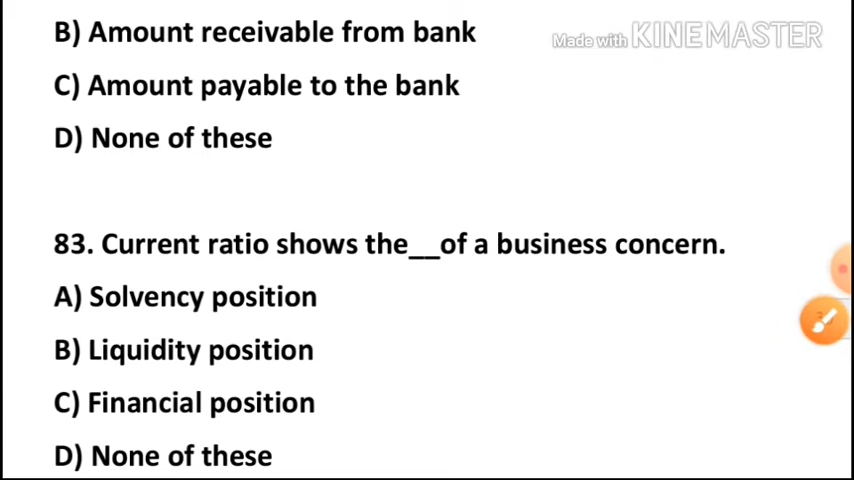 B) Amount receivable from bank
Made with KINEMASTER
C) Amount payable to the bank
D) None of these
83. Current ratio shows the__of a business concern.
A) Solvency position
B) Liquidity position
C) Financial position
D) None of these